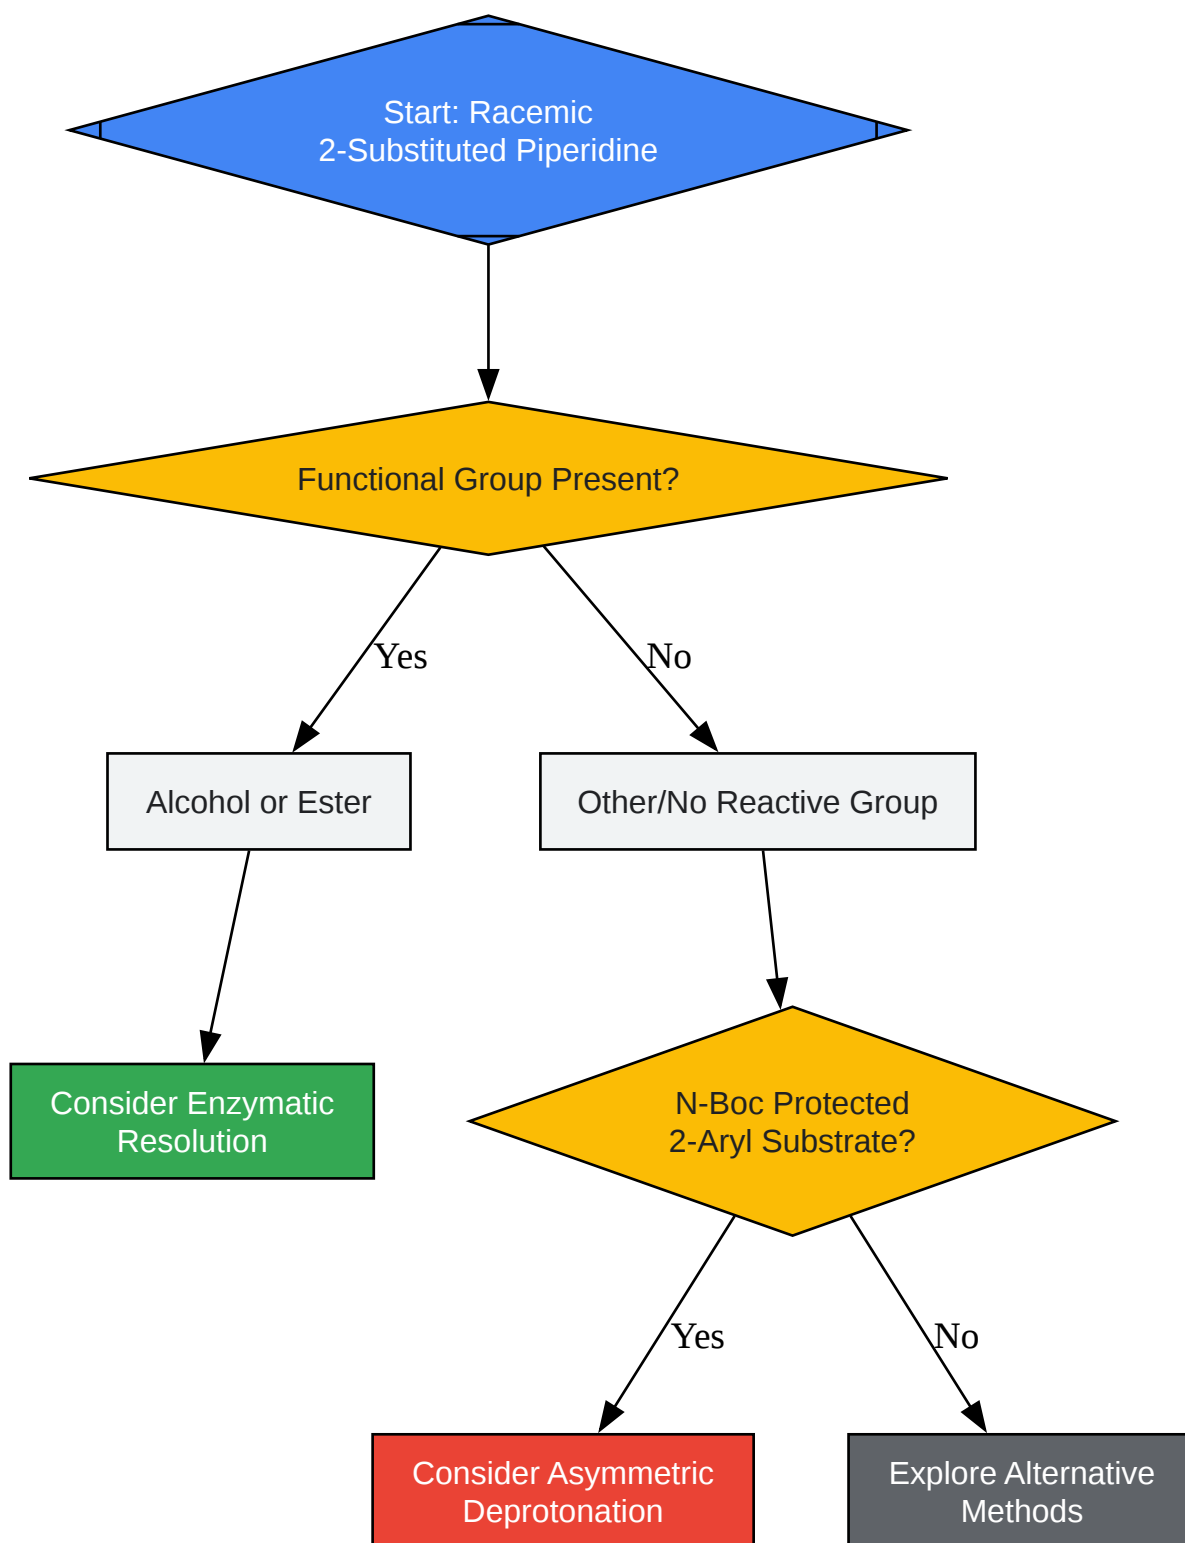 Start: Racemic
2-Substituted Piperidine
Functional Group Present?
Yes
No
Alcohol or Ester
Other/No Reactive Group
Consider Enzymatic
Resolution
N-Boc Protected
2-Aryl Substrate?
Yes
No
Consider Asymmetric
Deprotonation
Explore Alternative
Methods